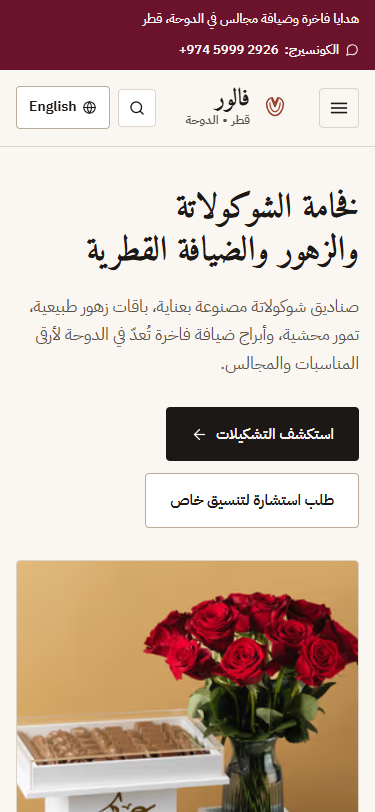 هدايا فاخرة وضيافة مجالس في الدوحة، قطر
الكونسيرج: +974 5999 2926
فالور
قطر • الدوحة
English
فخامة الشوكولاتة
والزهور والضيافة القطرية
صناديق شوكولاتة مصنوعة بعناية، باقات زهور طبيعية،
تمور محشية، وأبراج ضيافة فاخرة تُعدّ في الدوحة لأرقى
المناسبات والمجالس.
استكشف التشكيلات ←
طلب استشارة لتنسيق خاص